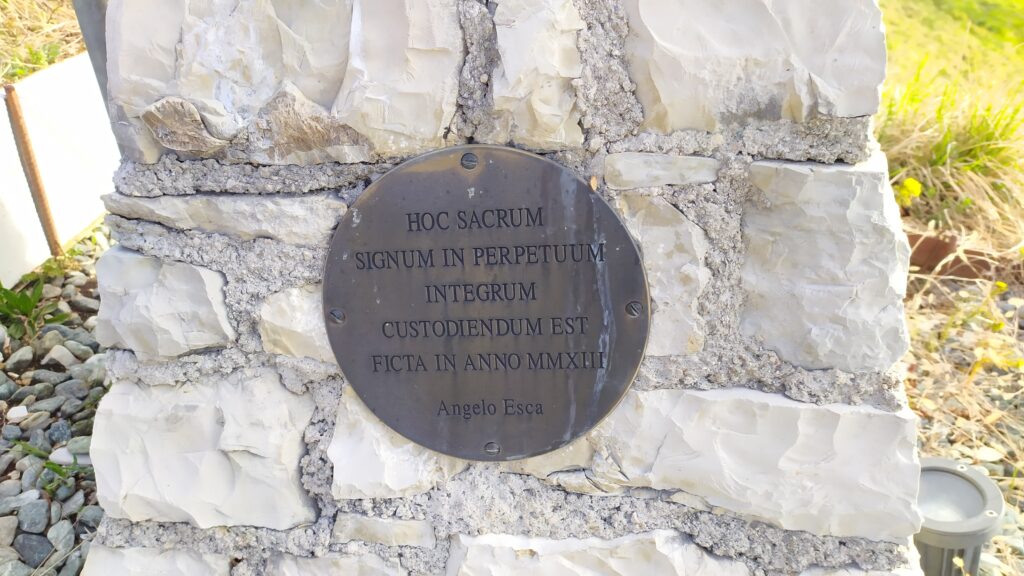 HOC SACRUM
SIGNUM IN PERPETUUM
INTEGRUM
CUSTODIENDUM EST
FICTA IN ANNO MMXIII
Angelo Esca